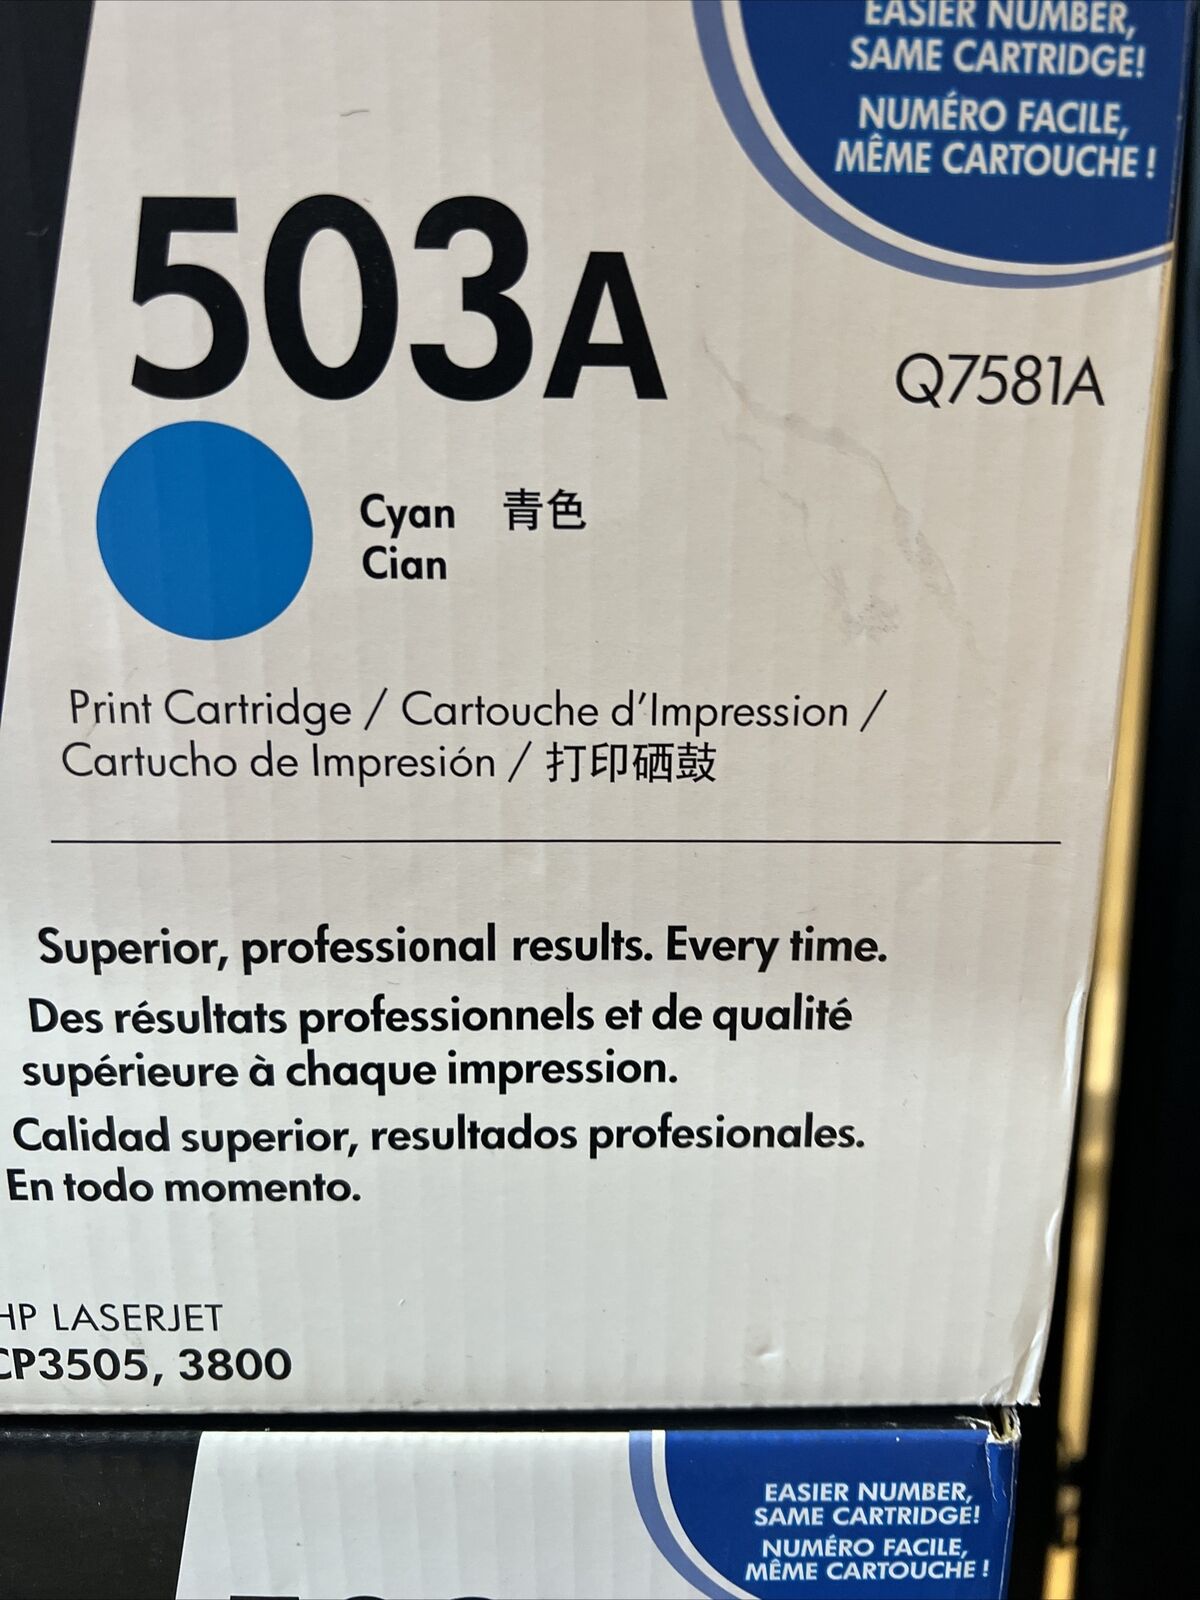 EASIER NUMBER,
SAME CARTRIDGE!
NUMÉRO FACILE,
MÊME CARTOUCHE !
503A
Q7581A
Cyan 青色
Cian
Print Cartridge / Cartouche d'Impression /
Cartucho de Impresión / 打印硒鼓
Superior, professional results. Every time.
Des résultats professionnels et de qualité
supérieure à chaque impression.
Calidad superior, resultados profesionales.
En todo momento.
HP LASERJET
CP3505, 3800
EASIER NUMBER,
SAME CARTRIDGE!
NUMÉRO FACILE,
MÊME CARTOUCHE !